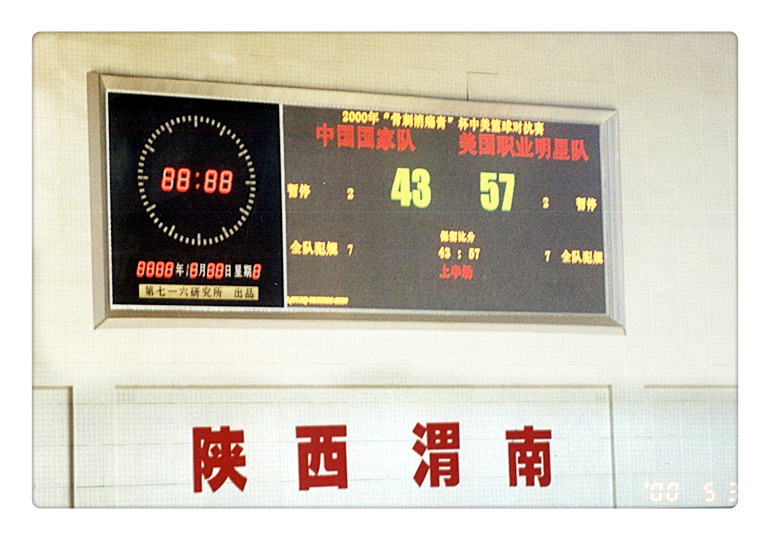 88:88
8888年18月88日 星期8
第七一六研究所 出品
2000年“骨刺消痛膏”杯中美篮球对抗赛
中国国家队 美国职业明星队
暂停 2 43 57 2 暂停
保留比分
全队犯规 7 43 : 57 7 全队犯规
上半场
陕西渭南
'00 5 3